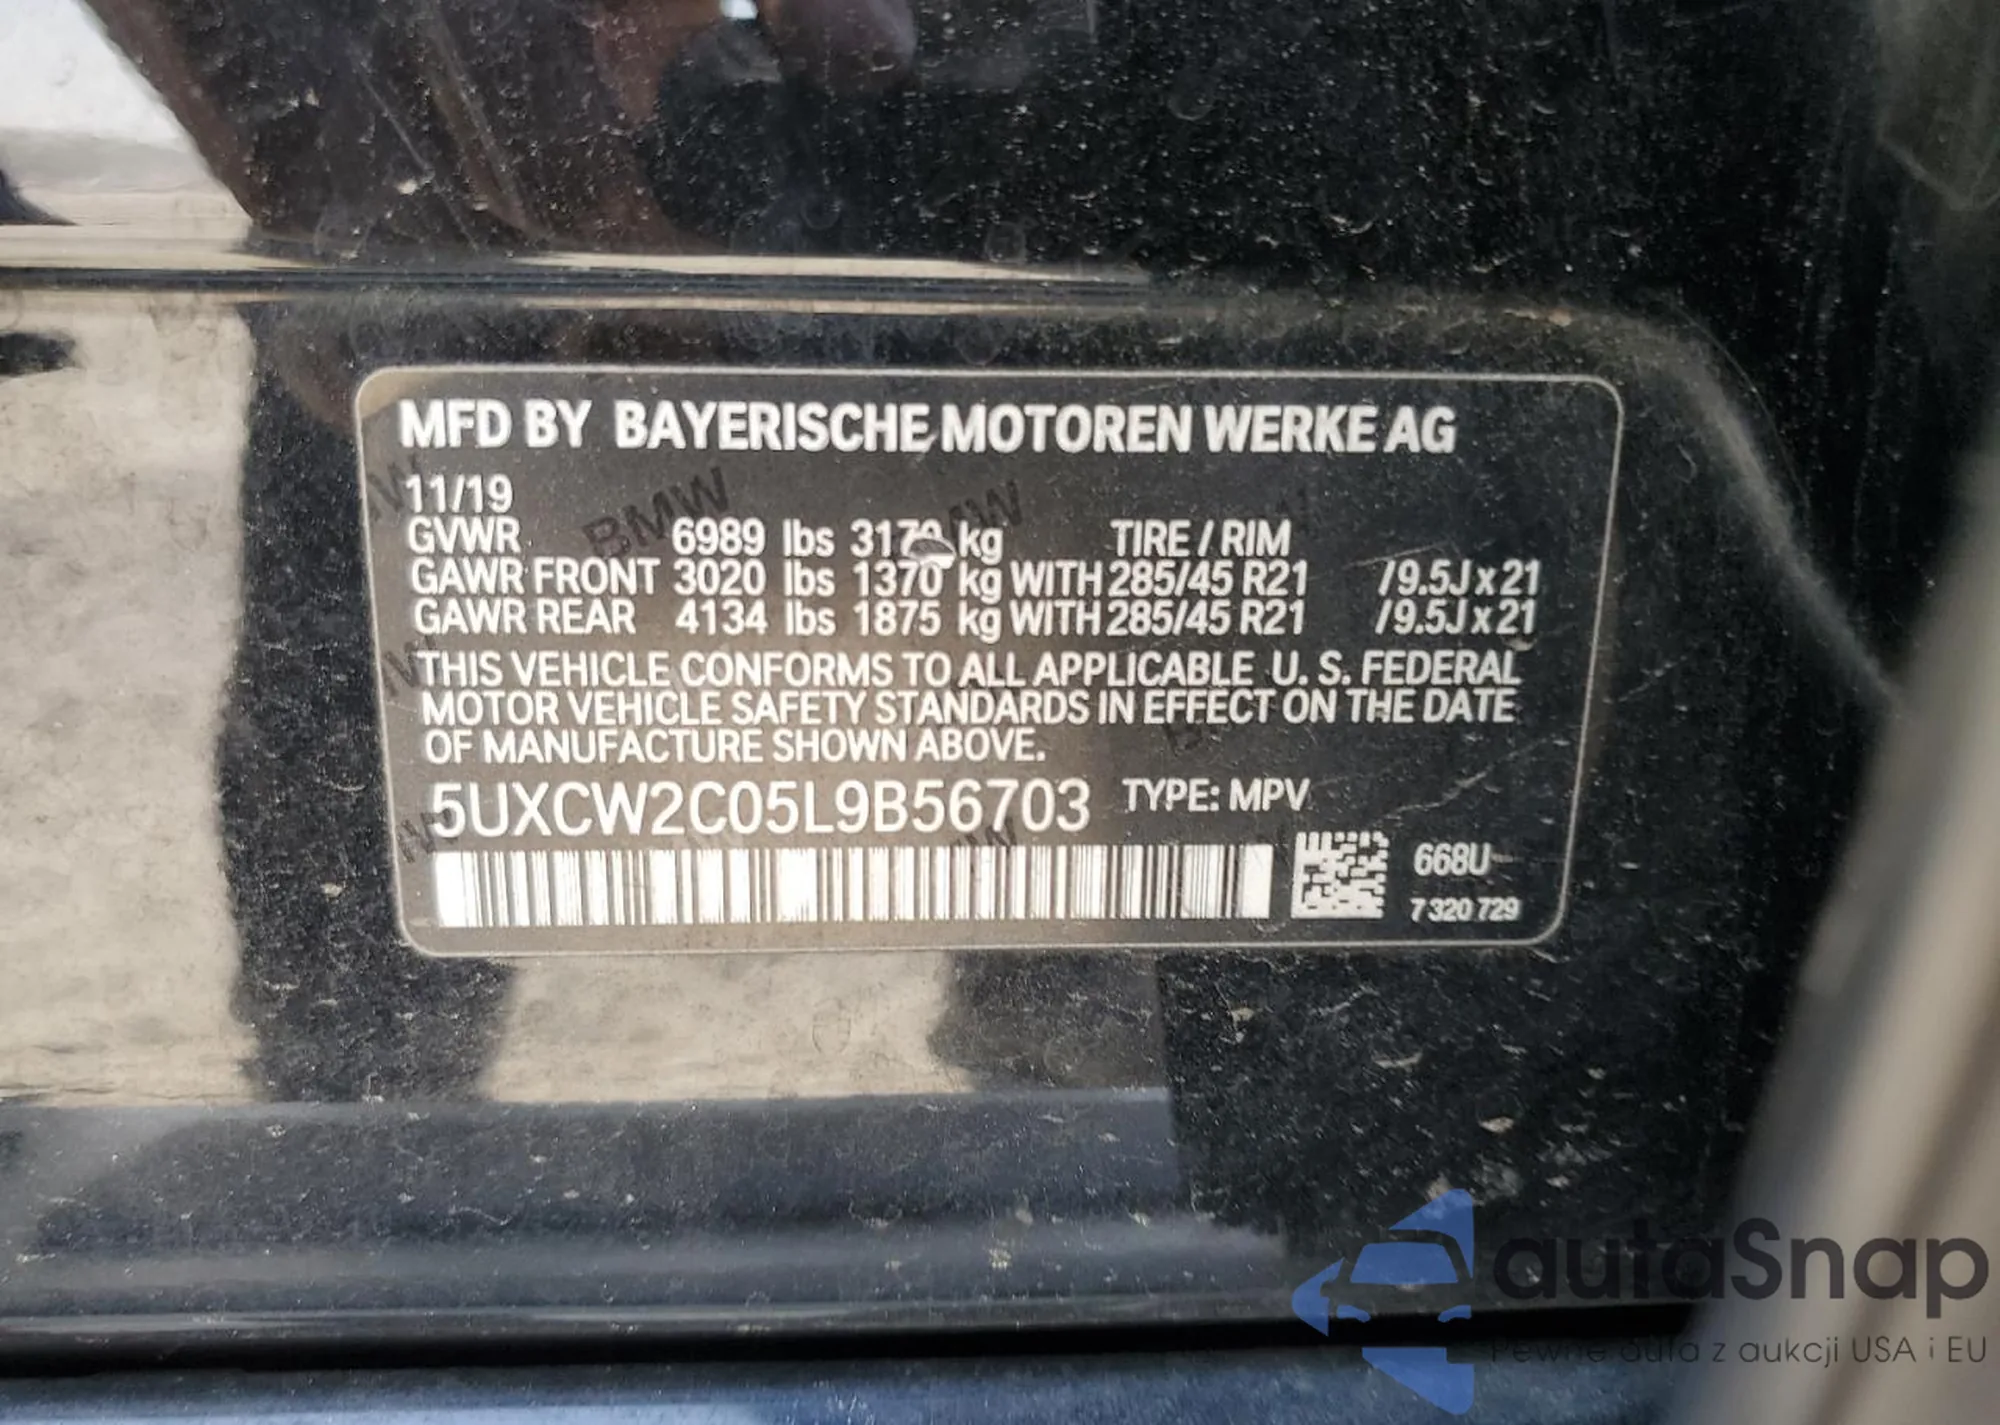 MFD BY BAYERISCHE MOTOREN WERKE AG
11/19
GVWR 6989 lbs 3170 kg TIRE / RIM
GAWR FRONT 3020 lbs 1370 kg WITH 285/45 R21 /9.5J x 21
GAWR REAR 4134 lbs 1875 kg WITH 285/45 R21 /9.5J x 21
THIS VEHICLE CONFORMS TO ALL APPLICABLE U. S. FEDERAL
MOTOR VEHICLE SAFETY STANDARDS IN EFFECT ON THE DATE
OF MANUFACTURE SHOWN ABOVE.
5UXCW2C05L9B56703 TYPE: MPV
668U
7 320 729
BMW
autaSnap
Pewne auta z aukcji USA i EU